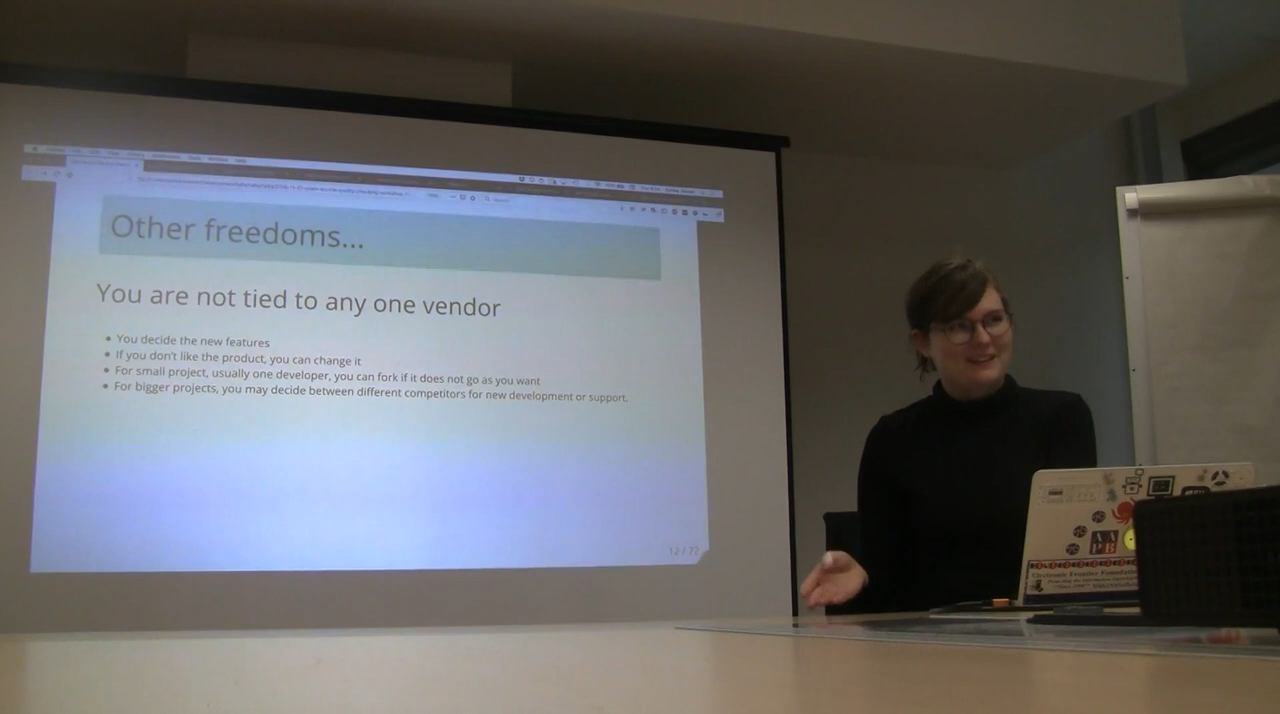 Other freedoms...
You are not tied to any one vendor
You decide the new features
If you don't like the product, you can change it
For small project, usually one developer, you can fork if it does not go as you want
For bigger projects, you may decide between different competitors for new development or support.
12 / 72
A A
P B
Electronic Frontier Foundation